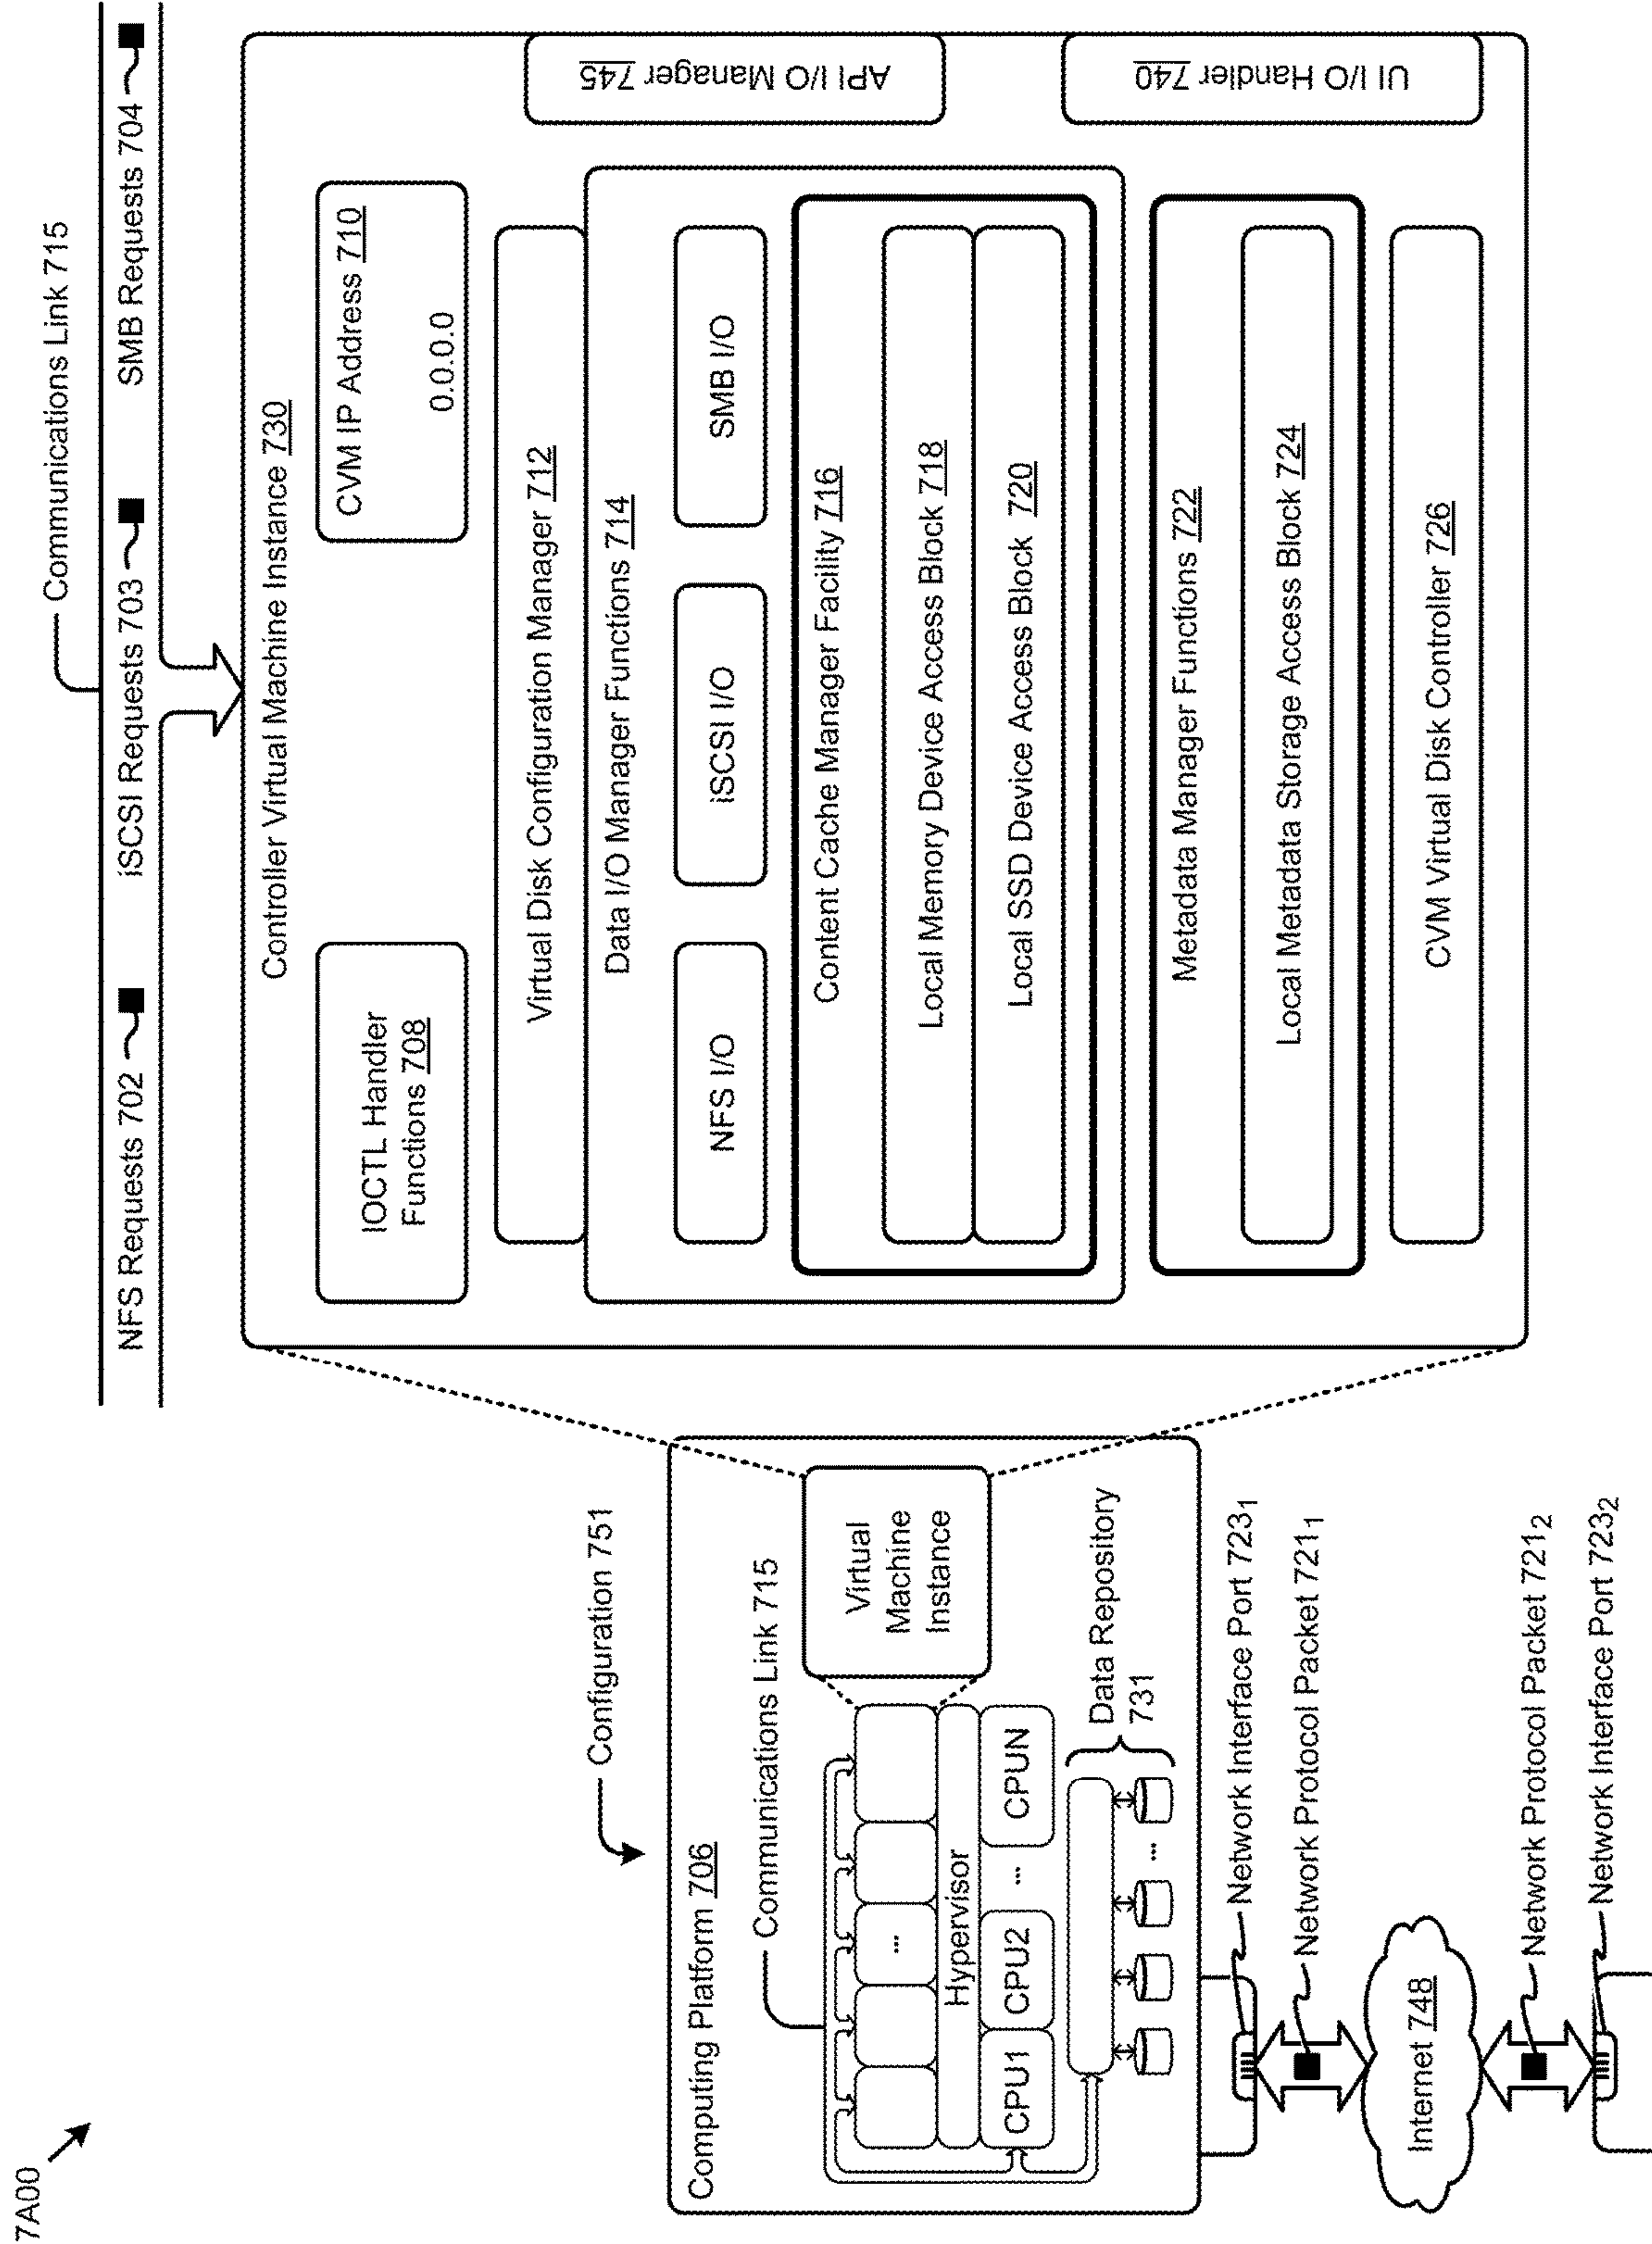 7A00
Communications Link 715
NFS Requests 702
iSCSI Requests 703
SMB Requests 704
Controller Virtual Machine Instance 730
IOCTL Handler
Functions 708
CVM IP Address 710
0.0.0.0
Virtual Disk Configuration Manager 712
Data I/O Manager Functions 714
NFS I/O
iSCSI I/O
SMB I/O
Content Cache Manager Facility 716
Local Memory Device Access Block 718
Local SSD Device Access Block 720
Metadata Manager Functions 722
Local Metadata Storage Access Block 724
CVM Virtual Disk Controller 726
API I/O Manager 745
UI I/O Handler 740
Configuration 751
Computing Platform 706
Communications Link 715
Virtual
Machine
Instance
...
Hypervisor
CPU1
CPU2
...
CPUN
Data Repository
731
...
Network Interface Port 723₁
Network Protocol Packet 721₁
Internet 748
Network Protocol Packet 721₂
Network Interface Port 723₂